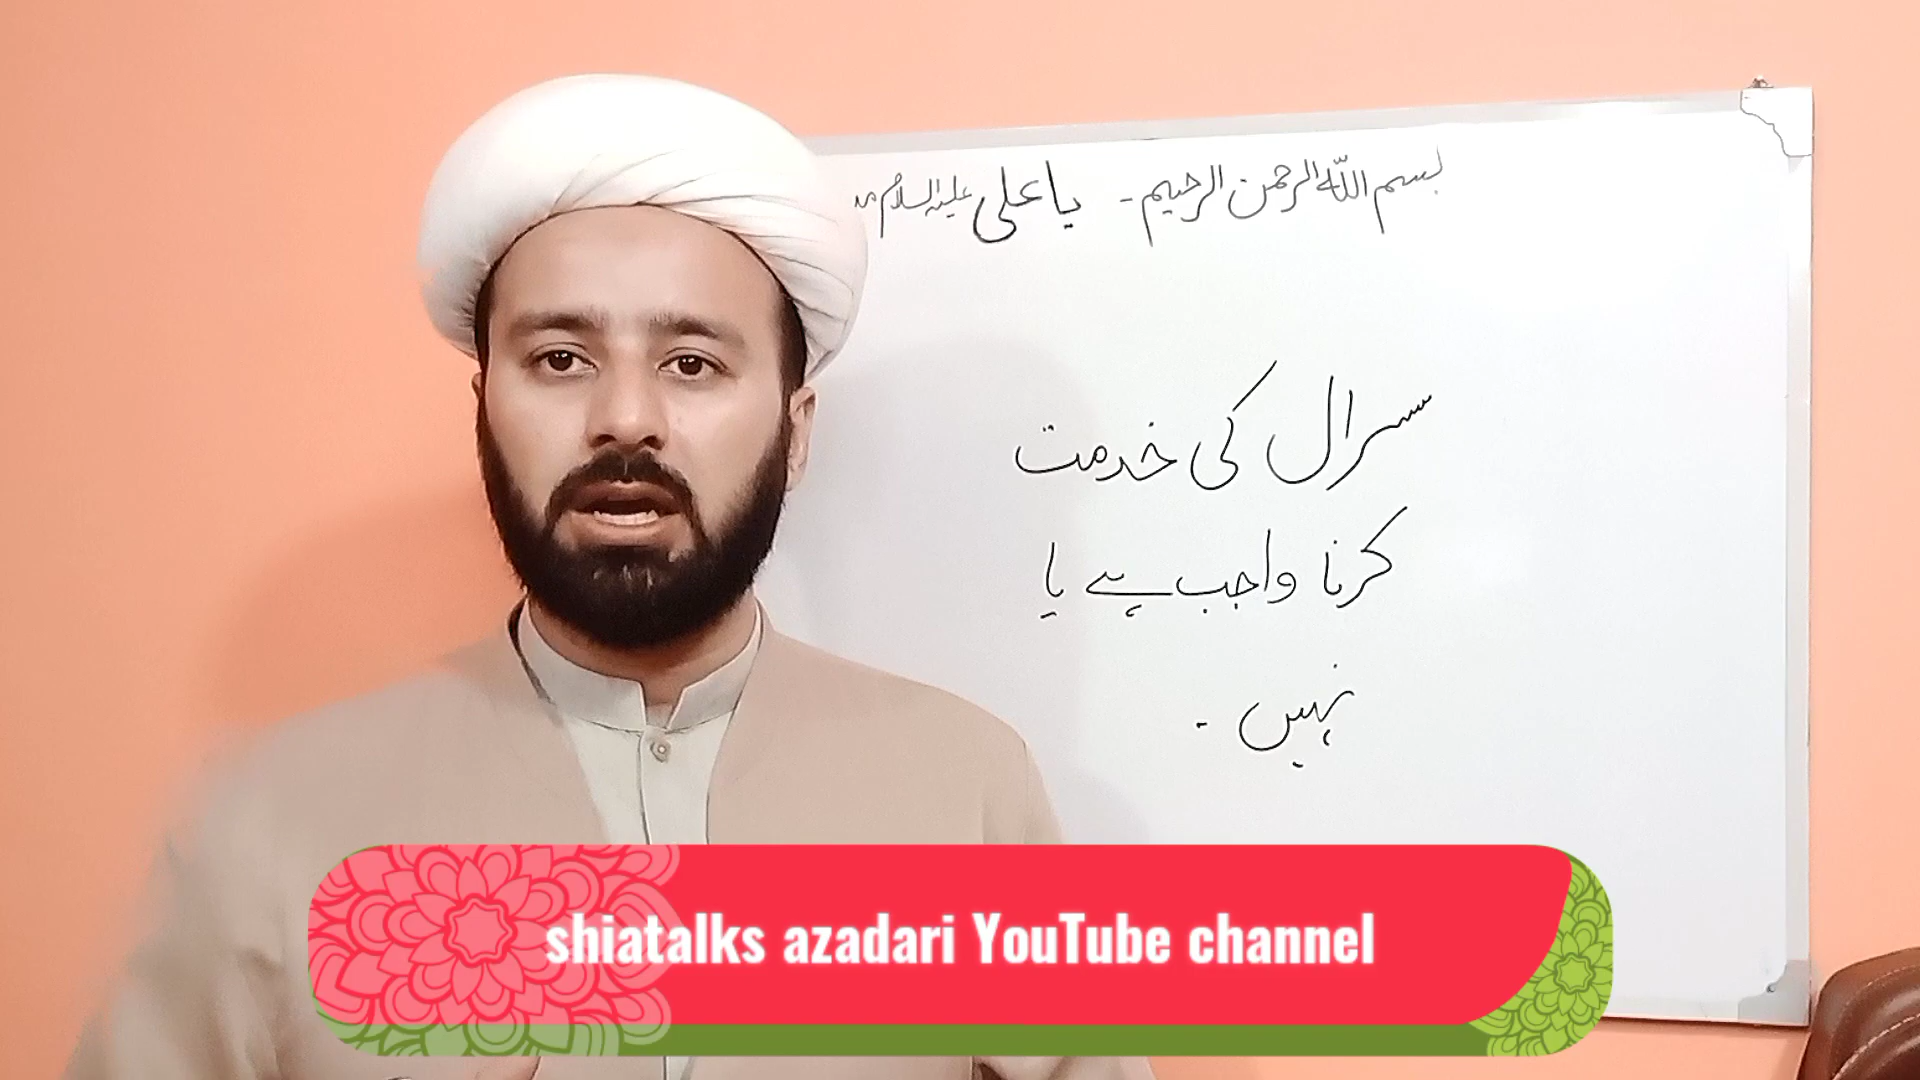 بسم اللہ الرحمن الرحیم۔ یا علی علیہ السلام مدد
سسرال کی خدمت
کرنا واجب ہے یا
نہیں ۔
shiatalks azadari YouTube channel